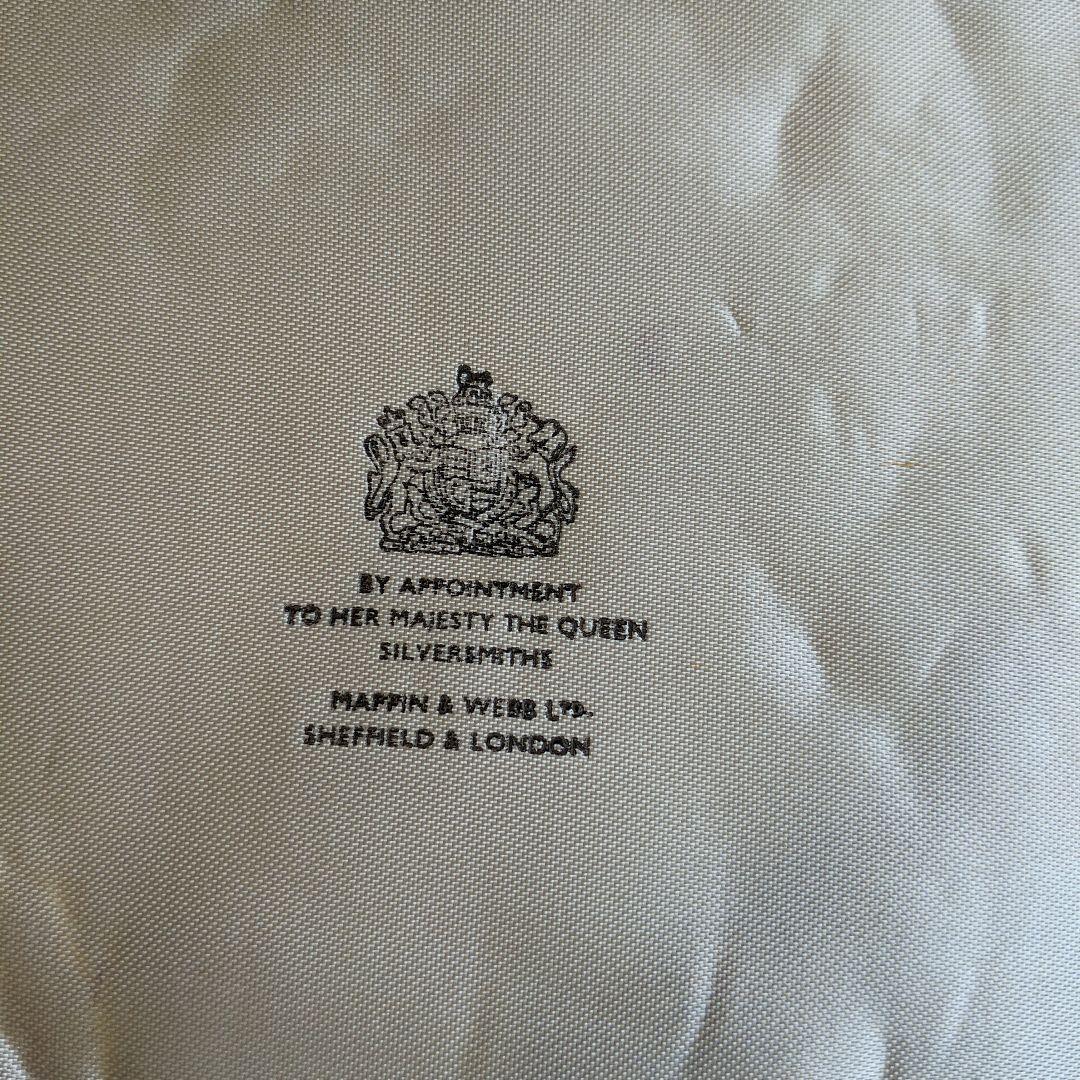 BY APPOINTMENT
TO HER MAJESTY THE QUEEN
SILVERSMITHS
MAPPIN & WEBB LTD.
SHEFFIELD & LONDON